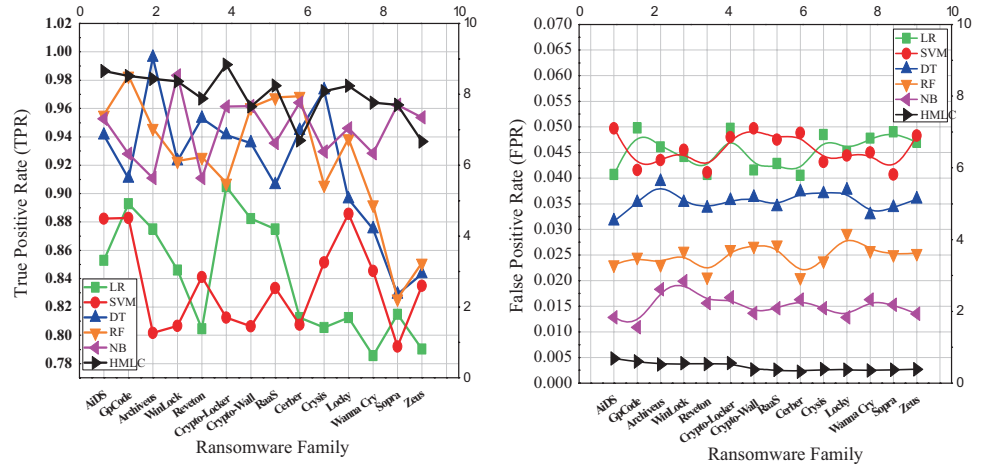 0 2 4 6 8 10
1.02
1.00
0.98
0.96
0.94
0.92
0.90
0.88
0.86
0.84
0.82
0.80
0.78
True Positive Rate (TPR)
10
8
6
4
2
0
LR
SVM
DT
RF
NB
HMLC
AiDS
GpCode
Archiveus
WinLock
Reveton
Crypto-Locker
Crypto-Wall
RaaS
Cerber
Crysis
Locky
Wanna Cry
Sopra
Zeus
Ransomware Family
0 2 4 6 8 10
0.070
0.065
0.060
0.055
0.050
0.045
0.040
0.035
0.030
0.025
0.020
0.015
0.010
0.005
0.000
False Positive Rate (FPR)
10
8
6
4
2
0
LR
SVM
DT
RF
NB
HMLC
AiDS
GpCode
Archiveus
WinLock
Reveton
Crypto-Locker
Crypto-Wall
RaaS
Cerber
Crysis
Locky
Wanna Cry
Sopra
Zeus
Ransomware Family